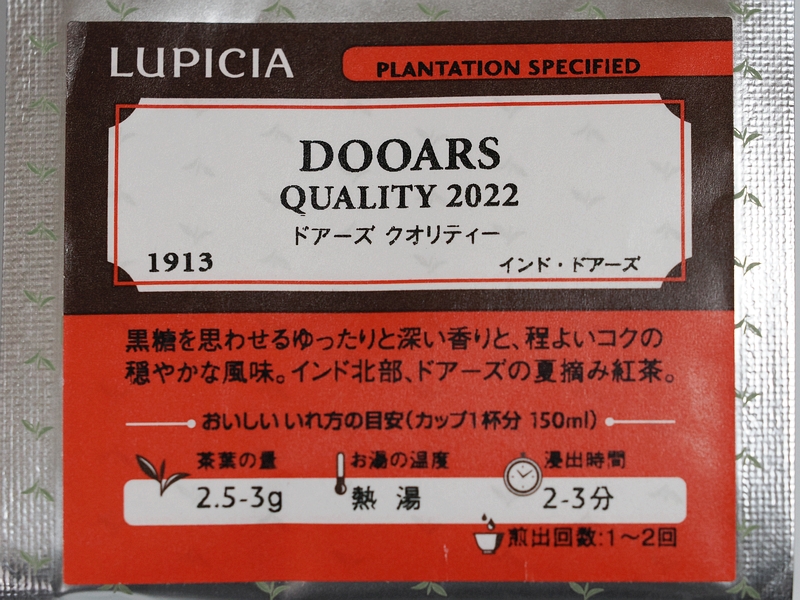 LUPICIA
PLANTATION SPECIFIED
DOOARS
QUALITY 2022
ドアーズ クオリティー
1913
インド・ドアーズ
黒糖を思わせるゆったりと深い香りと、程よいコクの
穏やかな風味。インド北部、ドアーズの夏摘み紅茶。
おいしいいれ方の目安(カップ1杯分 150ml)
茶葉の量 お湯の温度 浸出時間
2.5-3g 熱湯 2-3分
煎出回数:1〜2回